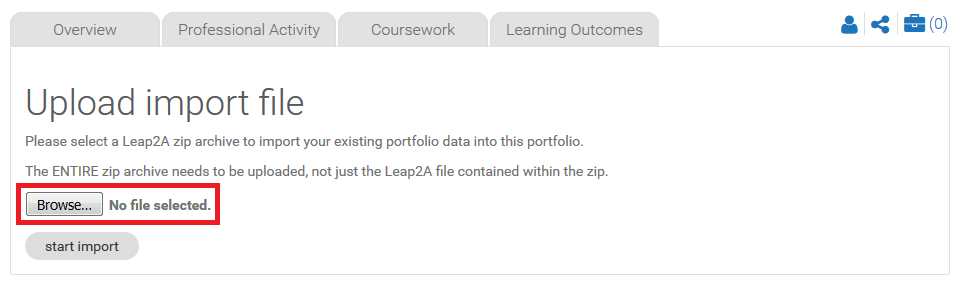 Overview
Professional Activity
Coursework
Learning Outcomes
(0)
Upload import file
Please select a Leap2A zip archive to import your existing portfolio data into this portfolio.
The ENTIRE zip archive needs to be uploaded, not just the Leap2A file contained within the zip.
Browse... No file selected.
start import